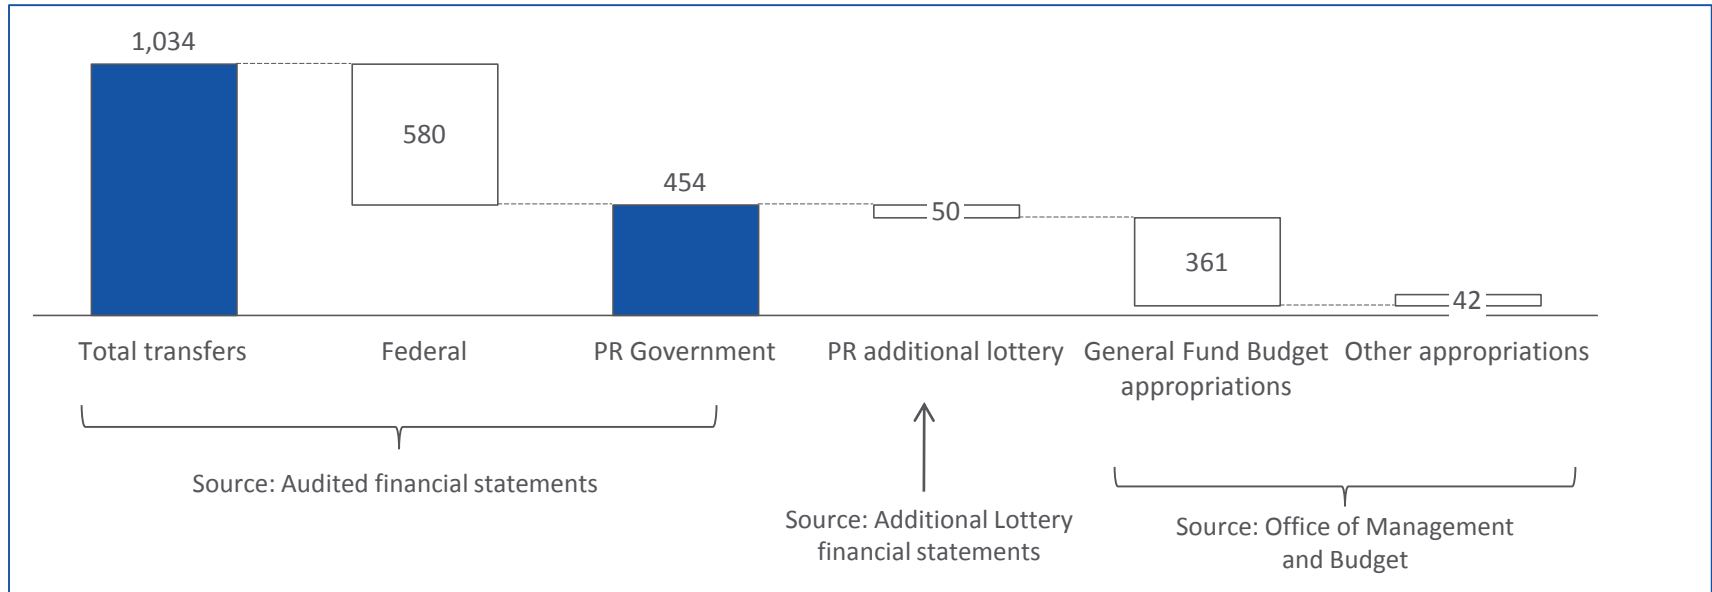 1,034
580
454
50
361
42
Total transfers
Federal
PR Government
PR additional lottery
General Fund Budget
appropriations
Other appropriations
Source: Audited financial statements
Source: Additional Lottery
financial statements
Source: Office of Management
and Budget